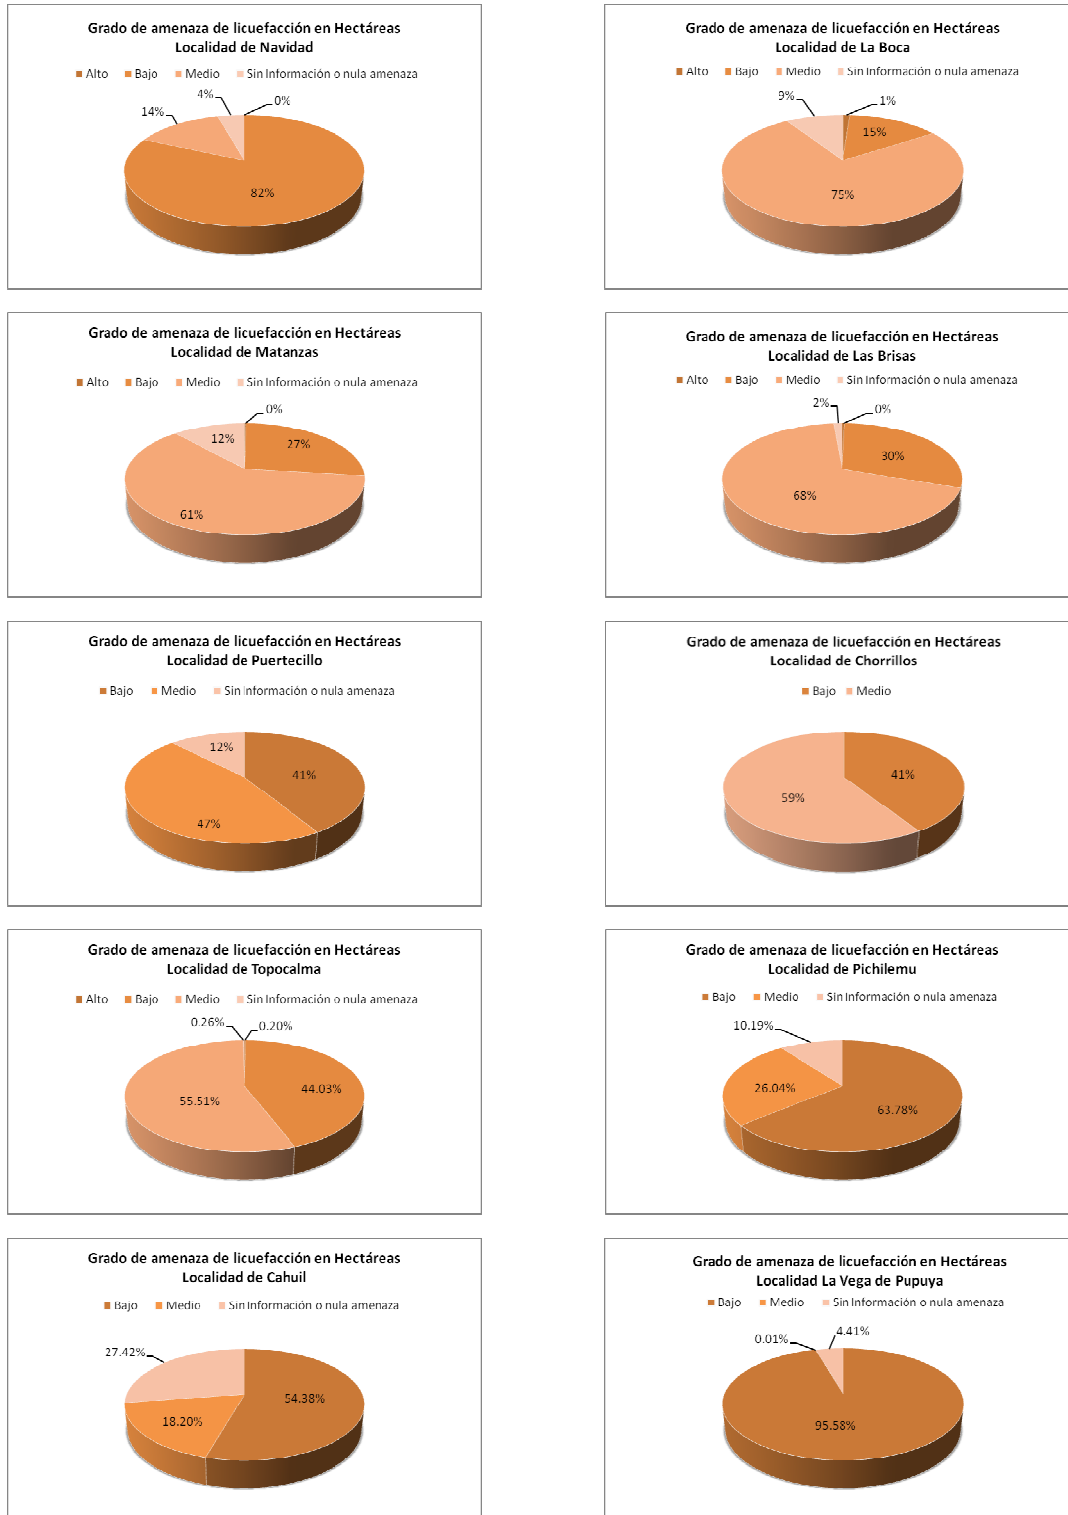 Grado de amenaza de licuefacción en Hectáreas
Localidad de Navidad
Alto Bajo Medio Sin Información o nula amenaza
4% 0%
14%
82%
Grado de amenaza de licuefacción en Hectáreas
Localidad de La Boca
Alto Bajo Medio Sin Información o nula amenaza
9% 1%
15%
75%
Grado de amenaza de licuefacción en Hectáreas
Localidad de Matanzas
Alto Bajo Medio Sin Información o nula amenaza
0%
12% 27%
61%
Grado de amenaza de licuefacción en Hectáreas
Localidad de Las Brisas
Alto Bajo Medio Sin Información o nula amenaza
2% 0%
30%
68%
Grado de amenaza de licuefacción en Hectáreas
Localidad de Puertecillo
Bajo Medio Sin Información o nula amenaza
12%
41%
47%
Grado de amenaza de licuefacción en Hectáreas
Localidad de Chorrillos
Bajo Medio
41%
59%
Grado de amenaza de licuefacción en Hectáreas
Localidad de Topocalma
Alto Bajo Medio Sin Información o nula amenaza
0.26% 0.20%
44.03%
55.51%
Grado de amenaza de licuefacción en Hectáreas
Localidad de Pichilemu
Bajo Medio Sin Información o nula amenaza
10.19%
26.04%
63.78%
Grado de amenaza de licuefacción en Hectáreas
Localidad de Cahuil
Bajo Medio Sin Información o nula amenaza
27.42%
54.38%
18.20%
Grado de amenaza de licuefacción en Hectáreas
Localidad La Vega de Pupuya
Bajo Medio Sin Información o nula amenaza
0.01% 4.41%
95.58%